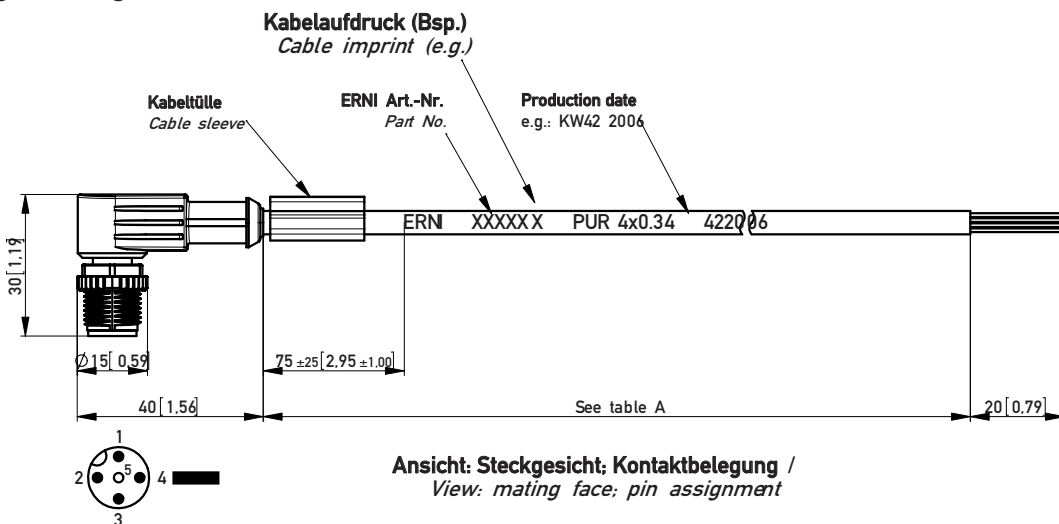 Kabelaufdruck (Bsp.)
Cable imprint (e.g.)
Kabeltülle
Cable sleeve
ERNI Art.-Nr.
Part No.
Production date
e.g.: KW42 2006
ERNI XXXXXX PUR 4x0.34 422006
30[1,19]
Ø15[0,59]
75 ±25[2,95 ±1,00]
40[1,56]
See table A
20[0,79]
1
2 5 4
3
Ansicht: Steckgesicht; Kontaktbelegung /
View: mating face; pin assignment